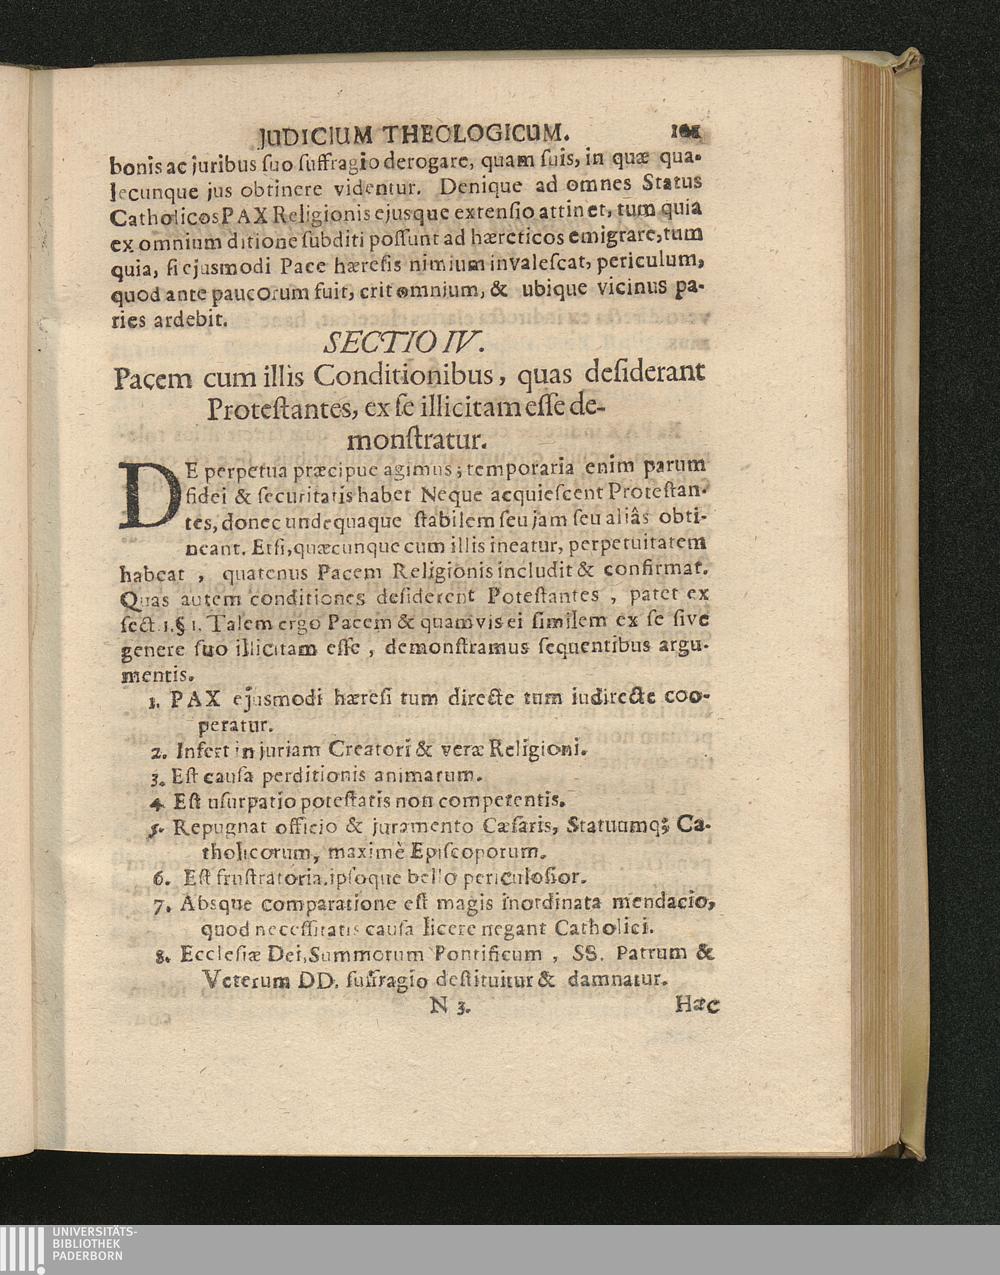 JUDICIUM THEOLOGICUM. 101
bonis ac juribus ſuo ſuffragio derogare, quam ſuis, in quæ qua-
lecunque jus obtinere videntur. Denique ad omnes Status
Catholicos PAX Religionis ejusque extenſio attinet, tum quia
ex omnium ditione ſubditi poſſunt ad hæreticos emigrare, tum
quia, ſi ejusmodi Pace hæreſis nimium invaleſcat, periculum,
quod ante paucorum fuit, erit omnium, & ubique vicinus pa-
ries ardebit.
SECTIO IV.
Pacem cum illis Conditionibus, quas deſiderant
Proteſtantes, ex ſe illicitam eſſe de-
monſtratur.
DE perpetua præcipue agimus; temporaria enim parum
fidei & ſecuritatis habet Neque acquieſcent Proteſtan-
tes, donec undequaque ſtabilem ſeu jam ſeu aliâs obti-
neant. Etſi, quæcunque cum illis ineatur, perpetuitatem
habeat , quatenus Pacem Religionis includit & confirmat.
Quas autem conditiones deſiderent Poteſtantes , patet ex
ſect. 1. § 1. Talem ergo Pacem & quamvis ei ſimilem ex ſe ſive
genere ſuo illicitam eſſe , demonſtramus ſequentibus argu-
mentis.
1. PAX ejusmodi hæreſi tum directe tum iudirecte coo-
peratur.
2. Infert injuriam Creatori & veræ Religioni.
3. Eſt cauſa perditionis animarum.
4. Eſt uſurpatio poteſtatis non competentis.
5. Repugnat officio & juramento Cæſaris, Statuumq; Ca-
tholicorum, maximè Epiſcoporum.
6. Eſt fruſtratoria, ipſoque bello periculoſior.
7. Absque comparatione eſt magis inordinata mendacio,
quod neceſſitatis cauſa licere negant Catholici.
8. Eccleſiæ Dei, Summorum Pontificum , SS. Patrum &
Veterum DD. ſuffragio deſtituitur & damnatur.
N 3. Hæc
UNIVERSITÄTS-
BIBLIOTHEK
PADERBORN